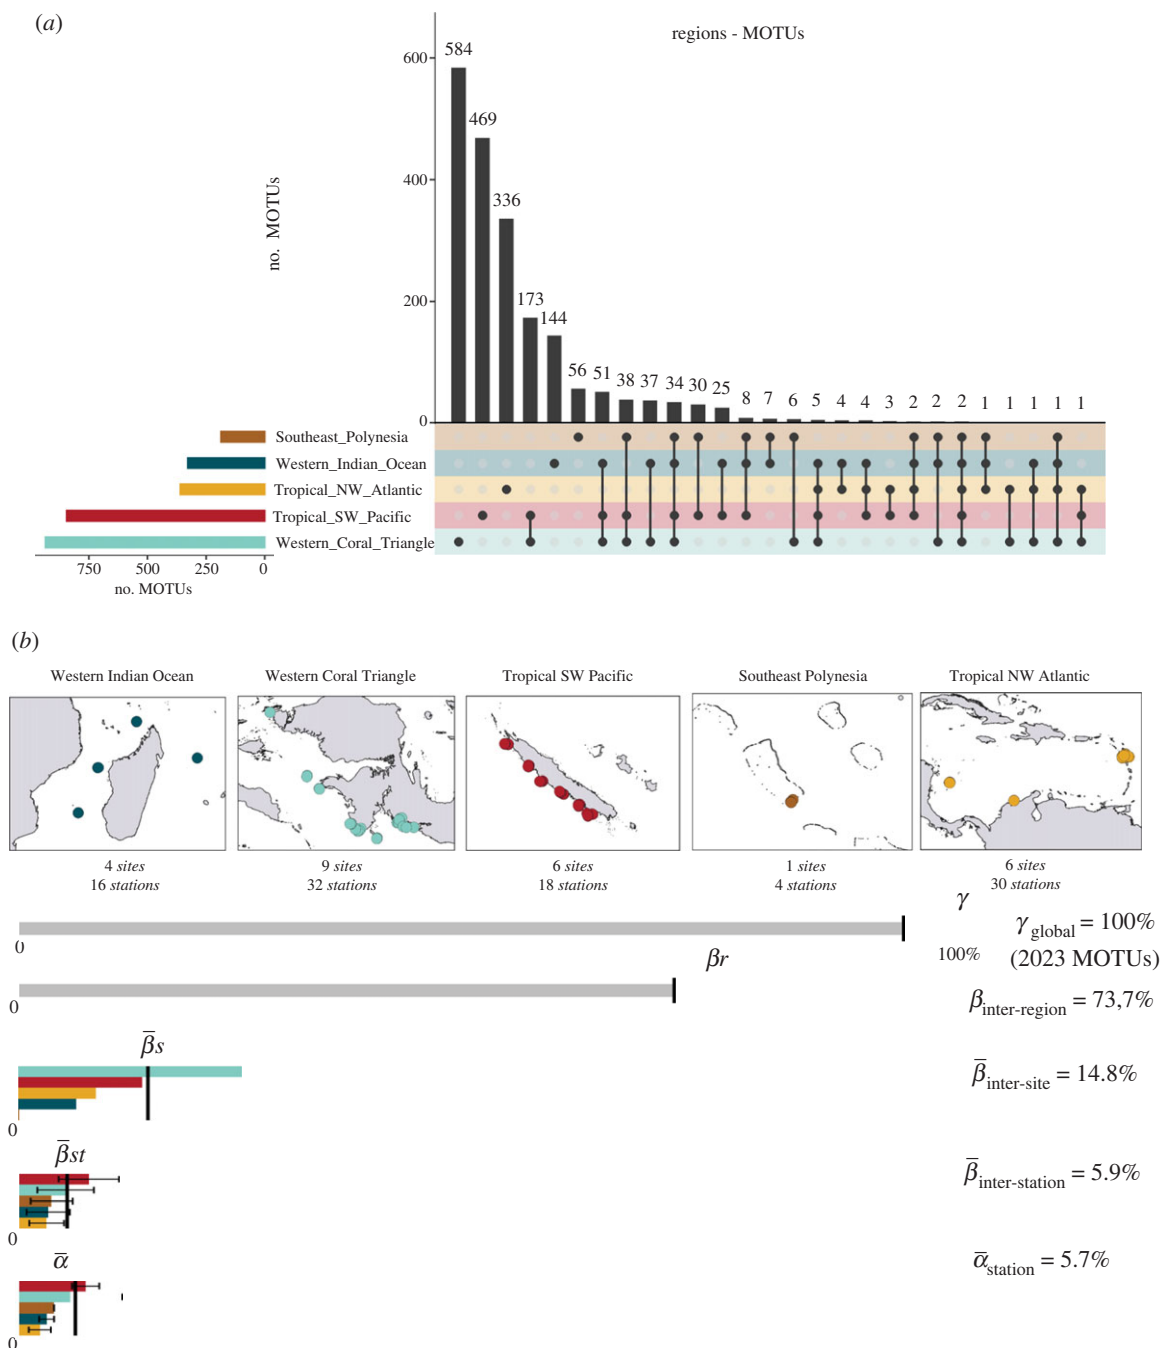 (a)
regions - MOTUs
no. MOTUs
600
400
200
0
584
469
336
173
144
56 51 38 37 34 30 25 8 7 6 5 4 4 3 2 2 2 1 1 1 1 1
Southeast_Polynesia
Western_Indian_Ocean
Tropical_NW_Atlantic
Tropical_SW_Pacific
Western_Coral_Triangle
750 500 250 0
no. MOTUs
(b)
Western Indian Ocean
4 sites
16 stations
Western Coral Triangle
9 sites
32 stations
Tropical SW Pacific
6 sites
18 stations
Southeast Polynesia
1 sites
4 stations
Tropical NW Atlantic
6 sites
30 stations
γ
0
100%
γglobal = 100%
(2023 MOTUs)
βr
0
βinter-region = 73,7%
β̅s
0
β̅inter-site = 14.8%
β̅st
0
β̅inter-station = 5.9%
α̅
0
α̅station = 5.7%